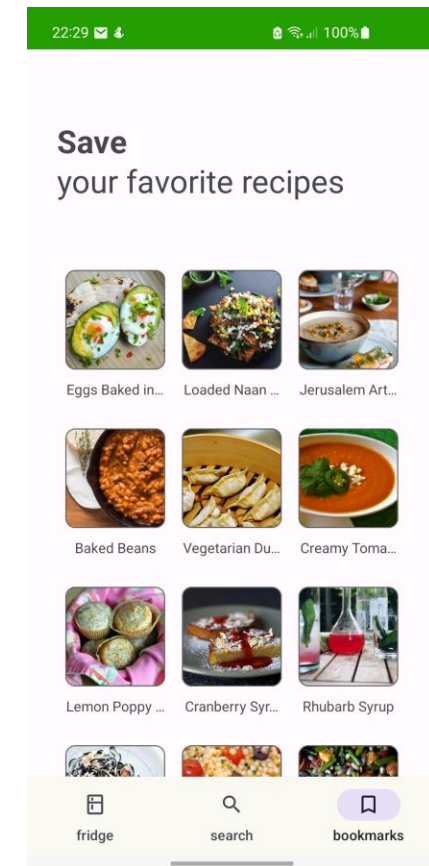 22:29 100%
Save
your favorite recipes
Eggs Baked in... Loaded Naan ... Jerusalem Art...
Baked Beans Vegetarian Du... Creamy Toma...
Lemon Poppy ... Cranberry Syr... Rhubarb Syrup
fridge search bookmarks